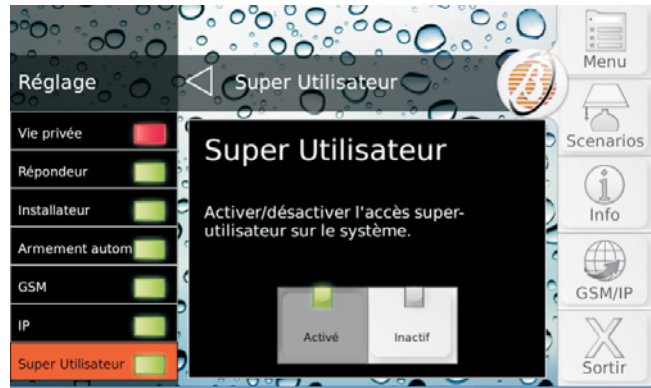 Réglage
Super Utilisateur
Menu
Vie privée
Répondeur
Installateur
Armement autom
GSM
IP
Super Utilisateur
Super Utilisateur
Activer/désactiver l'accès super-
utilisateur sur le système.
Activé
Inactif
Scenarios
Info
GSM/IP
Sortir